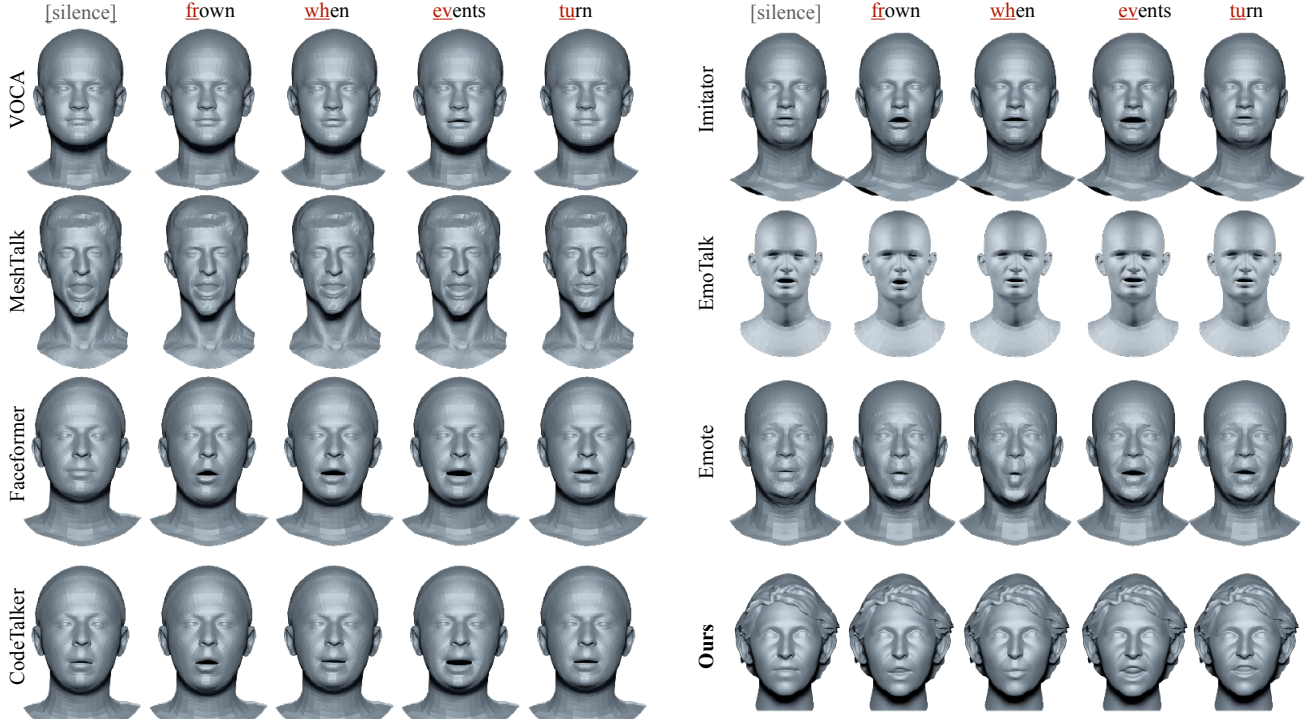 [silence] frown when events turn
VOCA
MeshTalk
Faceformer
CodeTalker
[silence] frown when events turn
Imitator
EmoTalk
Emote
Ours